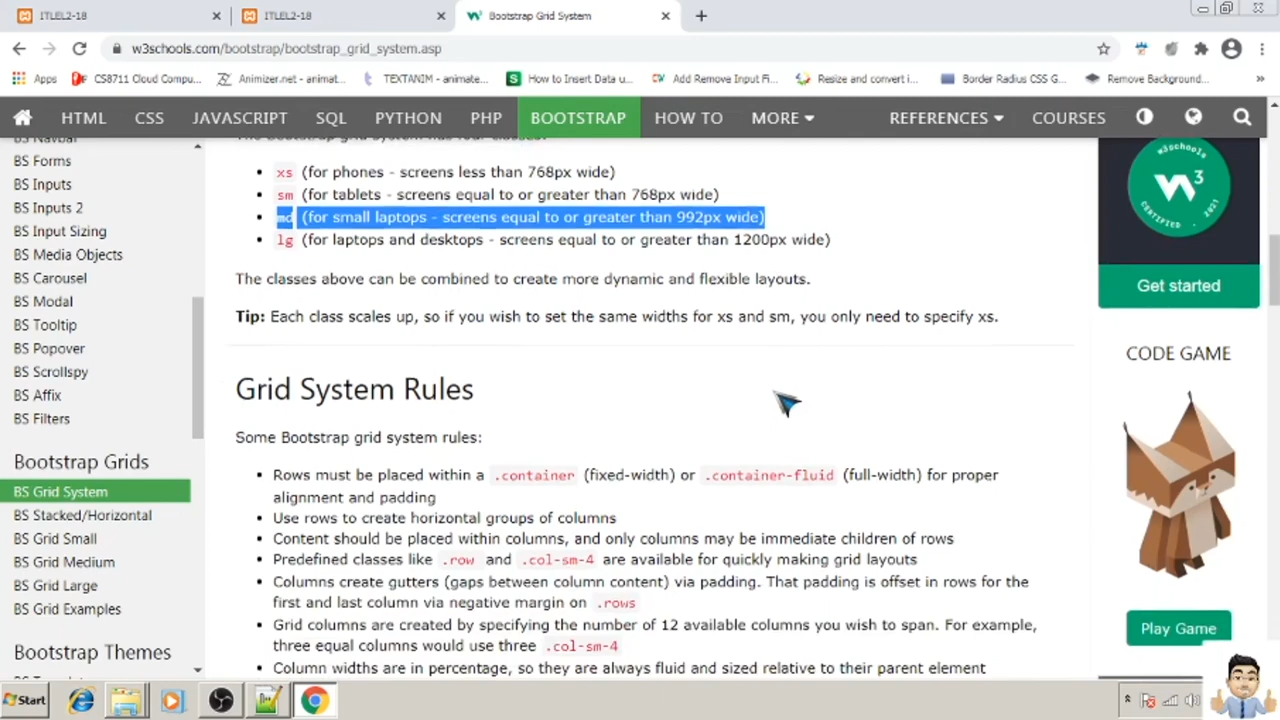 ITLEL2-18
ITLEL2-18
Bootstrap Grid System
w3schools.com/bootstrap/bootstrap_grid_system.asp
Apps
CS8711 Cloud Compu...
Animizer.net - animat...
TEXTANIM - animate...
How to Insert Data u...
Add Remove Input Fi...
Resize and convert i...
Border Radius CSS G...
Remove Background...
HTML
CSS
JAVASCRIPT
SQL
PYTHON
PHP
BOOTSTRAP
HOW TO
MORE
REFERENCES
COURSES
BS Navbar
BS Forms
BS Inputs
BS Inputs 2
BS Input Sizing
BS Media Objects
BS Carousel
BS Modal
BS Tooltip
BS Popover
BS Scrollspy
BS Affix
BS Filters
Bootstrap Grids
BS Grid System
BS Stacked/Horizontal
BS Grid Small
BS Grid Medium
BS Grid Large
BS Grid Examples
Bootstrap Themes
The Bootstrap grid system has four classes:
xs (for phones - screens less than 768px wide)
sm (for tablets - screens equal to or greater than 768px wide)
md (for small laptops - screens equal to or greater than 992px wide)
lg (for laptops and desktops - screens equal to or greater than 1200px wide)
The classes above can be combined to create more dynamic and flexible layouts.
Tip: Each class scales up, so if you wish to set the same widths for xs and sm, you only need to specify xs.
Grid System Rules
Some Bootstrap grid system rules:
Rows must be placed within a .container (fixed-width) or .container-fluid (full-width) for proper
alignment and padding
Use rows to create horizontal groups of columns
Content should be placed within columns, and only columns may be immediate children of rows
Predefined classes like .row and .col-sm-4 are available for quickly making grid layouts
Columns create gutters (gaps between column content) via padding. That padding is offset in rows for the
first and last column via negative margin on .rows
Grid columns are created by specifying the number of 12 available columns you wish to span. For example,
three equal columns would use three .col-sm-4
Column widths are in percentage, so they are always fluid and sized relative to their parent element
w3schools
W3
CERTIFIED . 2021
Get started
CODE GAME
Play Game
Start